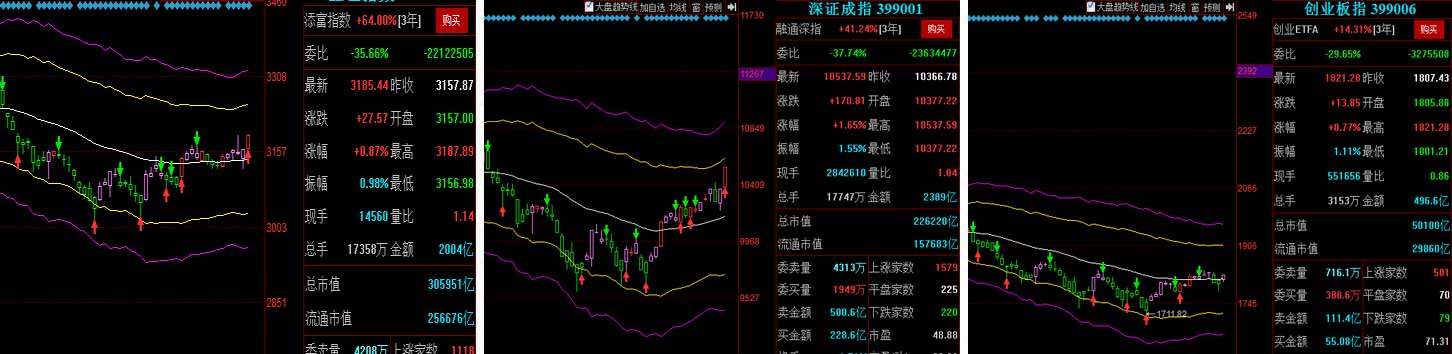 3460
3308
3157
3003
2851
添富指数 +64.00%[3年] 购买
委比 -35.66% -22122505
最新 3185.44 昨收 3157.87
涨跌 +27.57 开盘 3157.00
涨幅 +0.87% 最高 3187.89
振幅 0.98% 最低 3156.98
现手 14560 量比 1.14
总手 17358万 金额 2004亿
总市值 305951亿
流通市值 256676亿
委卖量 4208万 上涨家数 1118
大盘趋势线 加自选 均线 窗 预测
11730
11267
10849
10409
9968
9527
深证成指 399001
融通深指 +41.24%[3年] 购买
委比 -37.74% -23634477
最新 10537.59 昨收 10366.78
涨跌 +170.81 开盘 10377.22
涨幅 +1.65% 最高 10537.59
振幅 1.55% 最低 10377.22
现手 2842610 量比 1.04
总手 17747万 金额 2389亿
总市值 226220亿
流通市值 157683亿
委卖量 4313万 上涨家数 1579
委买量 1949万 平盘家数 225
卖金额 500.6亿 下跌家数 220
买金额 228.6亿 市盈 48.88
大盘趋势线 加自选 均线 窗 预测
2549
2392
2227
2066
1906
1745
1711.82
创业板指 399006
创业ETFA +14.31%[3年] 购买
委比 -29.65% -3275508
最新 1821.28 昨收 1807.43
涨跌 +13.85 开盘 1805.88
涨幅 +0.77% 最高 1821.28
振幅 1.11% 最低 1801.21
现手 551656 量比 0.86
总手 3153万 金额 496.6亿
总市值 50100亿
流通市值 29860亿
委卖量 716.1万 上涨家数 501
委买量 388.6万 平盘家数 70
卖金额 111.4亿 下跌家数 79
买金额 55.08亿 市盈 71.31